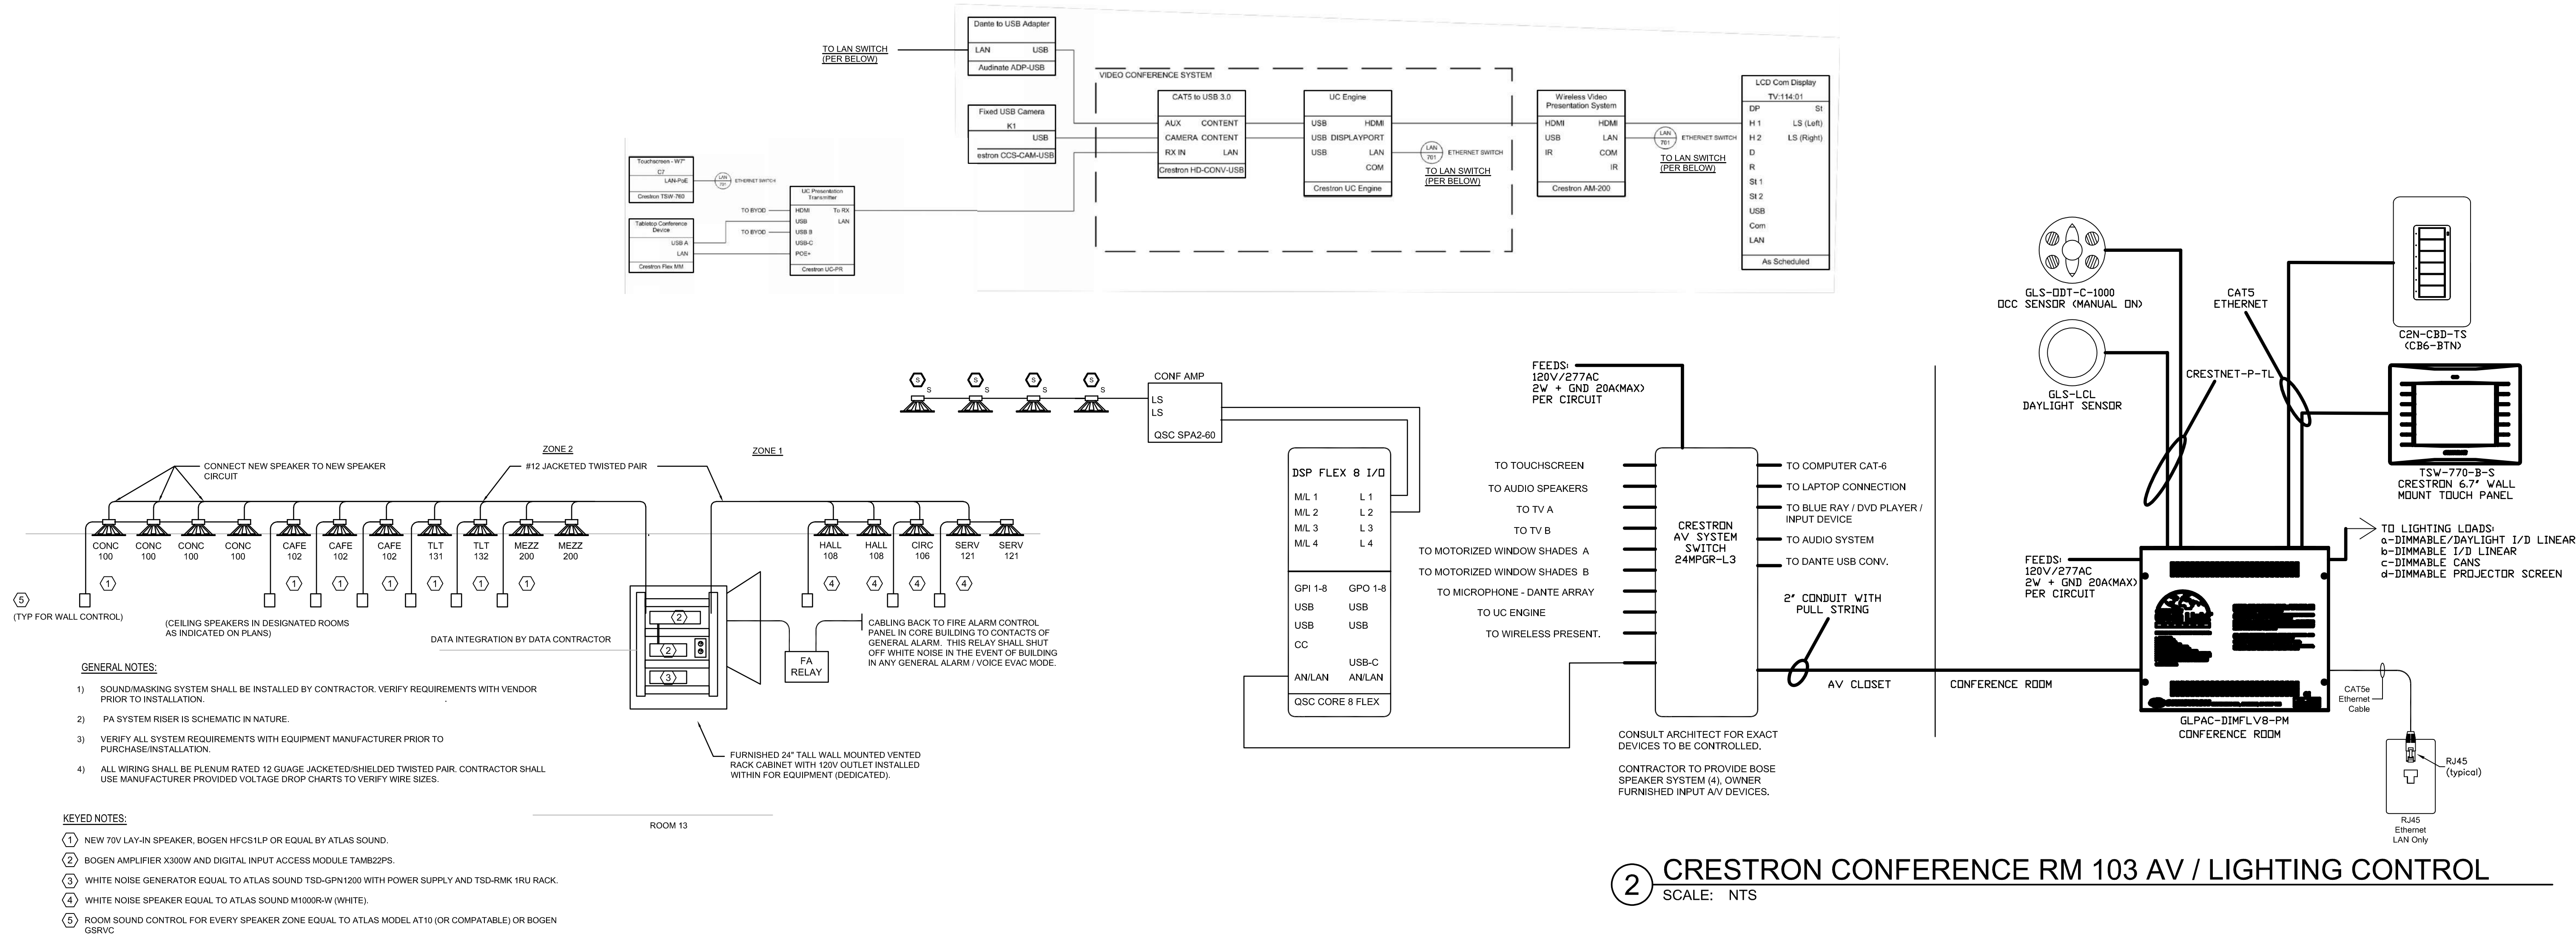 Dante to USB Adapter
LAN USB
Audinate ADP-USB
TO LAN SWITCH
(PER BELOW)
Fixed USB Camera
K1
USB
estron CCS-CAM-USB
Touchscreen - W7"
C7
LAN-PoE
Crestron TSW-760
LAN
701
ETHERNET SWITCH
Tabletop Conference
Device
USB A
LAN
Crestron Flex MM
TO BYOD
TO BYOD
UC Presentation
Transmitter
HDMI To RX
USB LAN
USB B
USB-C
POE+
Crestron UC-PR
VIDEO CONFERENCE SYSTEM
CAT5 to USB 3.0
AUX CONTENT
CAMERA CONTENT
RX IN LAN
Crestron HD-CONV-USB
UC Engine
USB HDMI
USB DISPLAYPORT
USB LAN
COM
Crestron UC Engine
LAN
701
ETHERNET SWITCH
TO LAN SWITCH
(PER BELOW)
Wireless Video
Presentation System
HDMI HDMI
USB LAN
IR COM
IR
Crestron AM-200
LAN
701
ETHERNET SWITCH
TO LAN SWITCH
(PER BELOW)
LCD Com Display
TV:114:01
DP St
H 1 LS (Left)
H 2 LS (Right)
D
R
St 1
St 2
USB
Com
LAN
As Scheduled
S S S S
S S S S
CONF AMP
LS
LS
QSC SPA2-60
ZONE 2
ZONE 1
CONNECT NEW SPEAKER TO NEW SPEAKER
CIRCUIT
#12 JACKETED TWISTED PAIR
CONC CONC CONC CONC CAFE CAFE CAFE TLT TLT MEZZ MEZZ HALL HALL CIRC SERV SERV
100 100 100 100 102 102 102 131 132 200 200 108 108 106 121 121
1 1 1 1 1 1 1 4 4 4 4
5
(TYP FOR WALL CONTROL)
(CEILING SPEAKERS IN DESIGNATED ROOMS
AS INDICATED ON PLANS)
DATA INTEGRATION BY DATA CONTRACTOR
2
2
3
FA
RELAY
CABLING BACK TO FIRE ALARM CONTROL
PANEL IN CORE BUILDING TO CONTACTS OF
GENERAL ALARM. THIS RELAY SHALL SHUT
OFF WHITE NOISE IN THE EVENT OF BUILDING
IN ANY GENERAL ALARM / VOICE EVAC MODE.
FURNISHED 24" TALL WALL MOUNTED VENTED
RACK CABINET WITH 120V OUTLET INSTALLED
WITHIN FOR EQUIPMENT (DEDICATED).
ROOM 13
GENERAL NOTES:
1) SOUND/MASKING SYSTEM SHALL BE INSTALLED BY CONTRACTOR. VERIFY REQUIREMENTS WITH VENDOR
PRIOR TO INSTALLATION.
2) PA SYSTEM RISER IS SCHEMATIC IN NATURE.
3) VERIFY ALL SYSTEM REQUIREMENTS WITH EQUIPMENT MANUFACTURER PRIOR TO
PURCHASE/INSTALLATION.
4) ALL WIRING SHALL BE PLENUM RATED 12 GUAGE JACKETED/SHIELDED TWISTED PAIR. CONTRACTOR SHALL
USE MANUFACTURER PROVIDED VOLTAGE DROP CHARTS TO VERIFY WIRE SIZES.
KEYED NOTES:
1 NEW 70V LAY-IN SPEAKER, BOGEN HFCS1LP OR EQUAL BY ATLAS SOUND.
2 BOGEN AMPLIFIER X300W AND DIGITAL INPUT ACCESS MODULE TAMB22PS.
3 WHITE NOISE GENERATOR EQUAL TO ATLAS SOUND TSD-GPN1200 WITH POWER SUPPLY AND TSD-RMK 1RU RACK.
4 WHITE NOISE SPEAKER EQUAL TO ATLAS SOUND M1000R-W (WHITE).
5 ROOM SOUND CONTROL FOR EVERY SPEAKER ZONE EQUAL TO ATLAS MODEL AT10 (OR COMPATABLE) OR BOGEN
GSRVC
DSP FLEX 8 I/O
M/L 1 L 1
M/L 2 L 2
M/L 3 L 3
M/L 4 L 4
GPI 1-8 GPO 1-8
USB USB
USB USB
CC
USB-C
AN/LAN AN/LAN
QSC CORE 8 FLEX
FEEDS:
120V/277AC
2W + GND 20A(MAX)
PER CIRCUIT
TO TOUCHSCREEN
TO AUDIO SPEAKERS
TO TV A
TO TV B
TO MOTORIZED WINDOW SHADES A
TO MOTORIZED WINDOW SHADES B
TO MICROPHONE - DANTE ARRAY
TO UC ENGINE
TO WIRELESS PRESENT.
CRESTRON
AV SYSTEM
SWITCH
24MPGR-L3
TO COMPUTER CAT-6
TO LAPTOP CONNECTION
TO BLUE RAY / DVD PLAYER /
INPUT DEVICE
TO AUDIO SYSTEM
TO DANTE USB CONV.
2" CONDUIT WITH
PULL STRING
AV CLOSET
CONFERENCE ROOM
CONSULT ARCHITECT FOR EXACT
DEVICES TO BE CONTROLLED.
CONTRACTOR TO PROVIDE BOSE
SPEAKER SYSTEM (4), OWNER
FURNISHED INPUT A/V DEVICES.
GLS-ODT-C-1000
OCC SENSOR (MANUAL ON)
GLS-LCL
DAYLIGHT SENSOR
CAT5
ETHERNET
CRESTNET-P-TL
C2N-CBD-TS
(CB6-BTN)
TSW-770-B-S
CRESTRON 6.7" WALL
MOUNT TOUCH PANEL
FEEDS:
120V/277AC
2W + GND 20A(MAX)
PER CIRCUIT
TO LIGHTING LOADS:
a-DIMMABLE/DAYLIGHT I/D LINEAR
b-DIMMABLE I/D LINEAR
c-DIMMABLE CANS
d-DIMMABLE PROJECTOR SCREEN
GLPAC-DIMFLV8-PM
CONFERENCE ROOM
CAT5e
Ethernet
Cable
RJ45
(typical)
RJ45
Ethernet
LAN Only
2 CRESTRON CONFERENCE RM 103 AV / LIGHTING CONTROL
SCALE: NTS